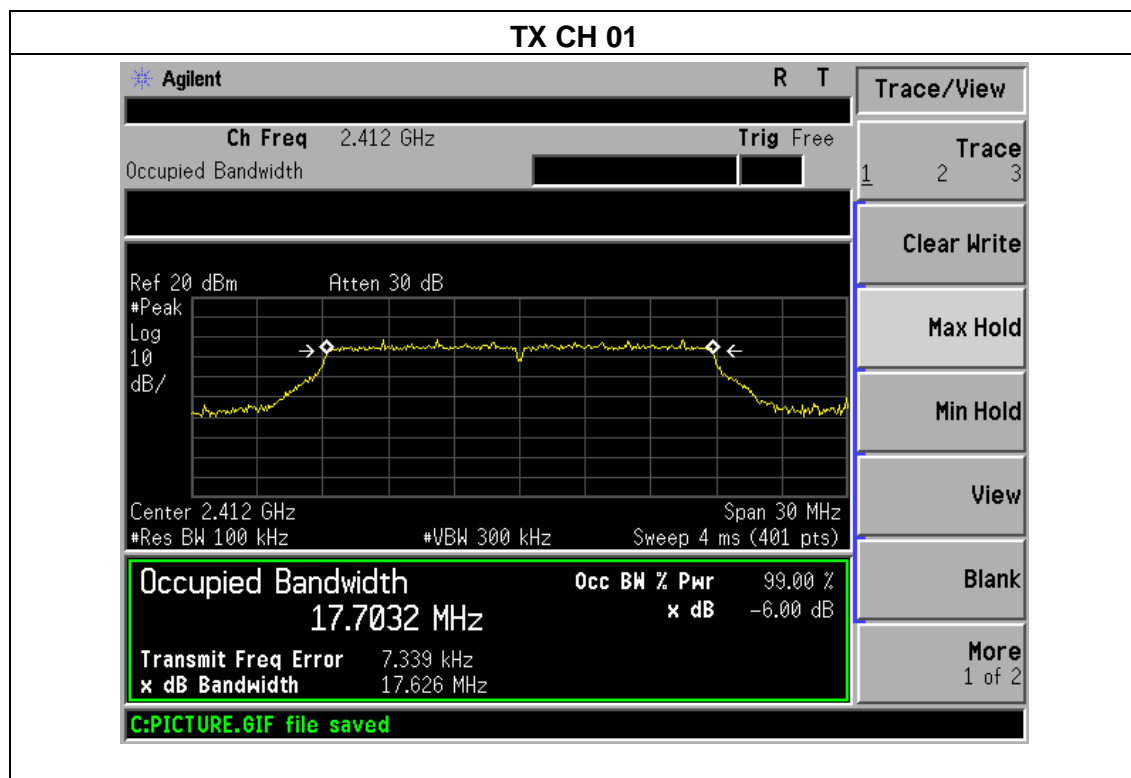 TX CH 01
Agilent R T
Trace/View
Ch Freq 2.412 GHz Trig Free
Occupied Bandwidth
Trace
1 2 3
Clear Write
Ref 20 dBm Atten 30 dB
#Peak
Log
10
dB/
Max Hold
Min Hold
View
Center 2.412 GHz Span 30 MHz
#Res BW 100 kHz #VBW 300 kHz Sweep 4 ms (401 pts)
Occupied Bandwidth Occ BW % Pwr 99.00 %
17.7032 MHz x dB -6.00 dB
Blank
Transmit Freq Error 7.339 kHz
x dB Bandwidth 17.626 MHz
More
1 of 2
C:PICTURE.GIF file saved